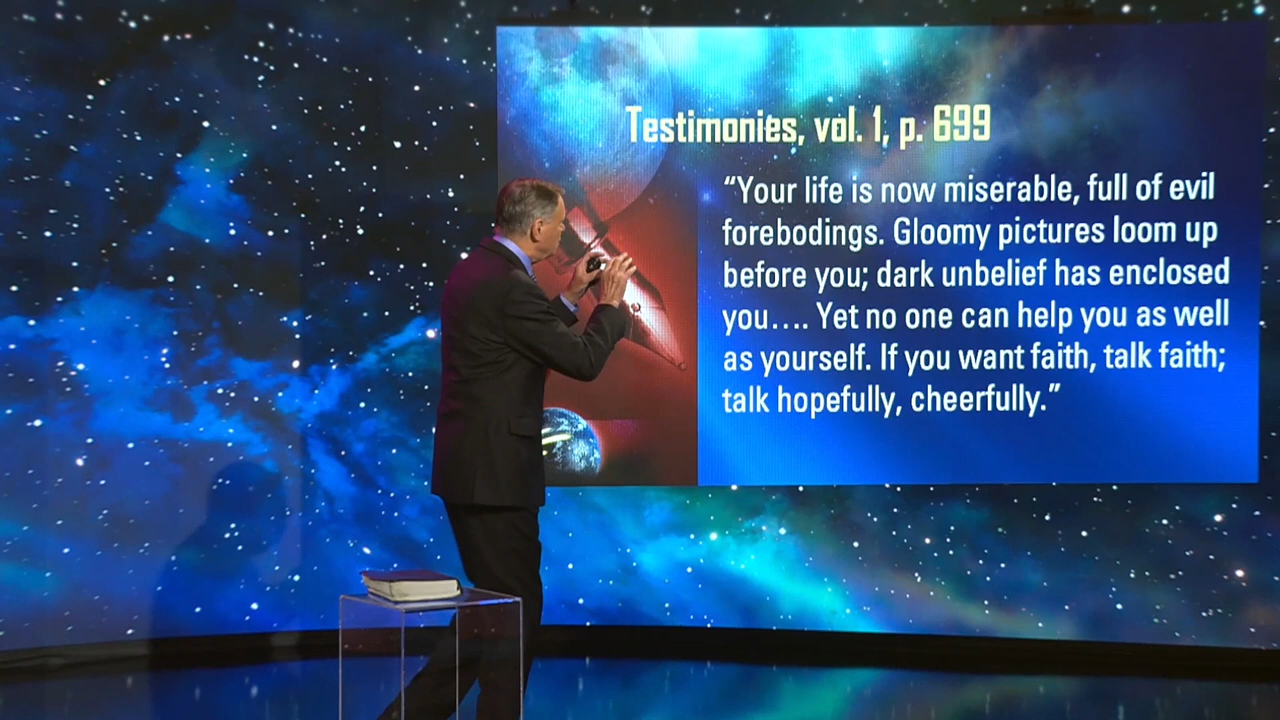 Testimonies, vol. 1, p. 699
“Your life is now miserable, full of evil
forebodings. Gloomy pictures loom up
before you; dark unbelief has enclosed
you…. Yet no one can help you as well
as yourself. If you want faith, talk faith;
talk hopefully, cheerfully.”